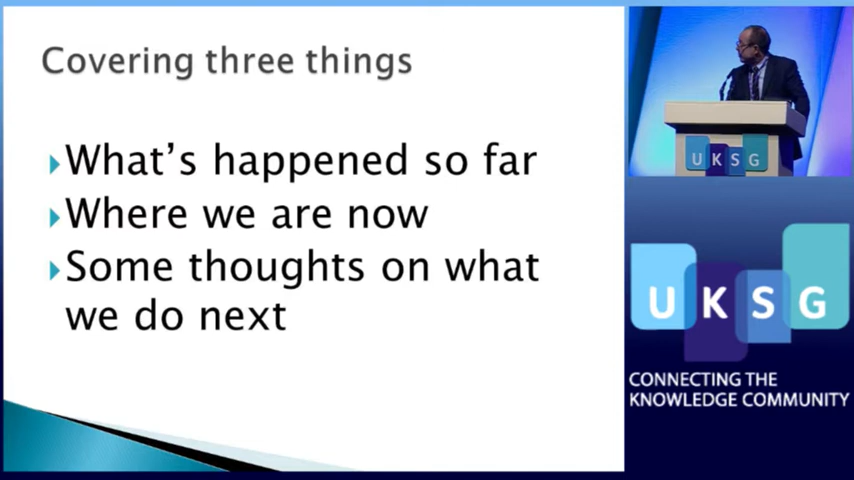 Covering three things
What's happened so far
Where we are now
Some thoughts on what
we do next
UKSG
UKSG
CONNECTING THE
KNOWLEDGE COMMUNITY